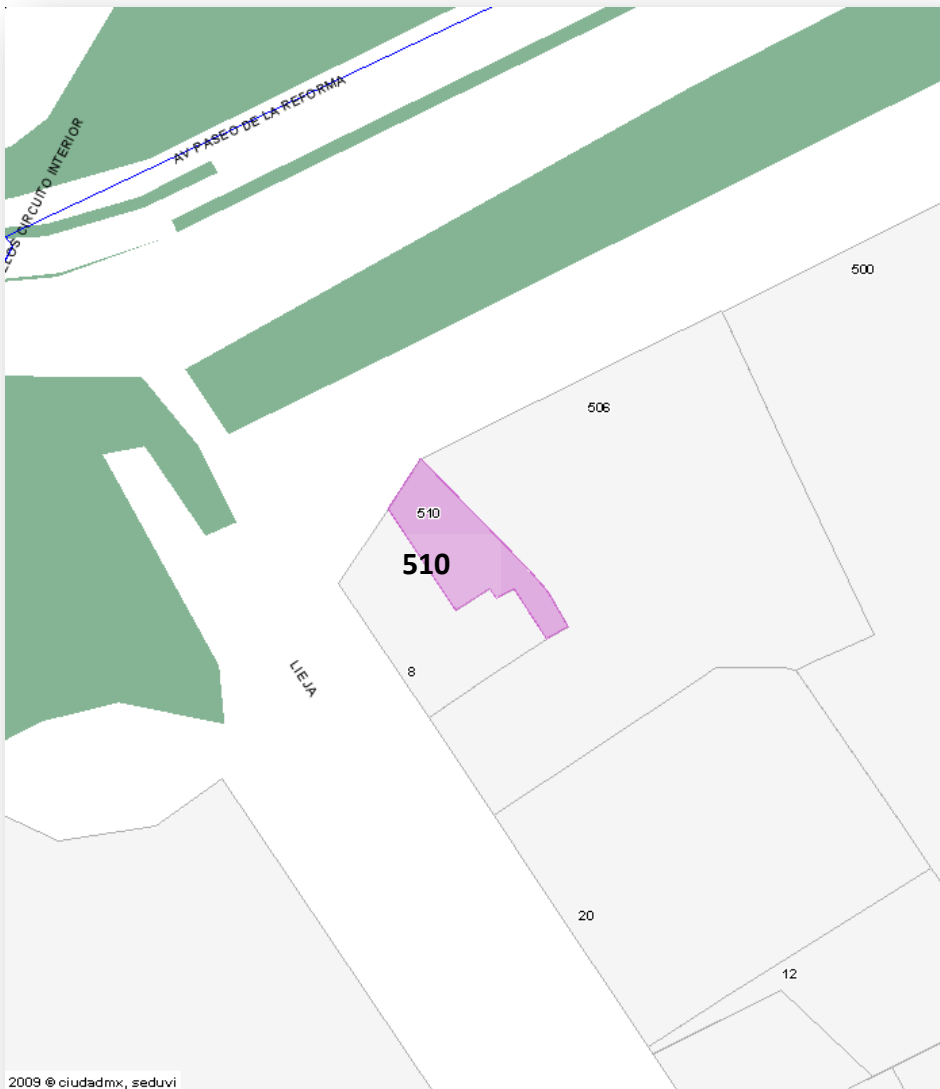 AV PASEO DE LA REFORMA
CIRCUITO INTERIOR
500
506
510
510
8
LIEJA
20
12
2009 © ciudadmx, seduvi